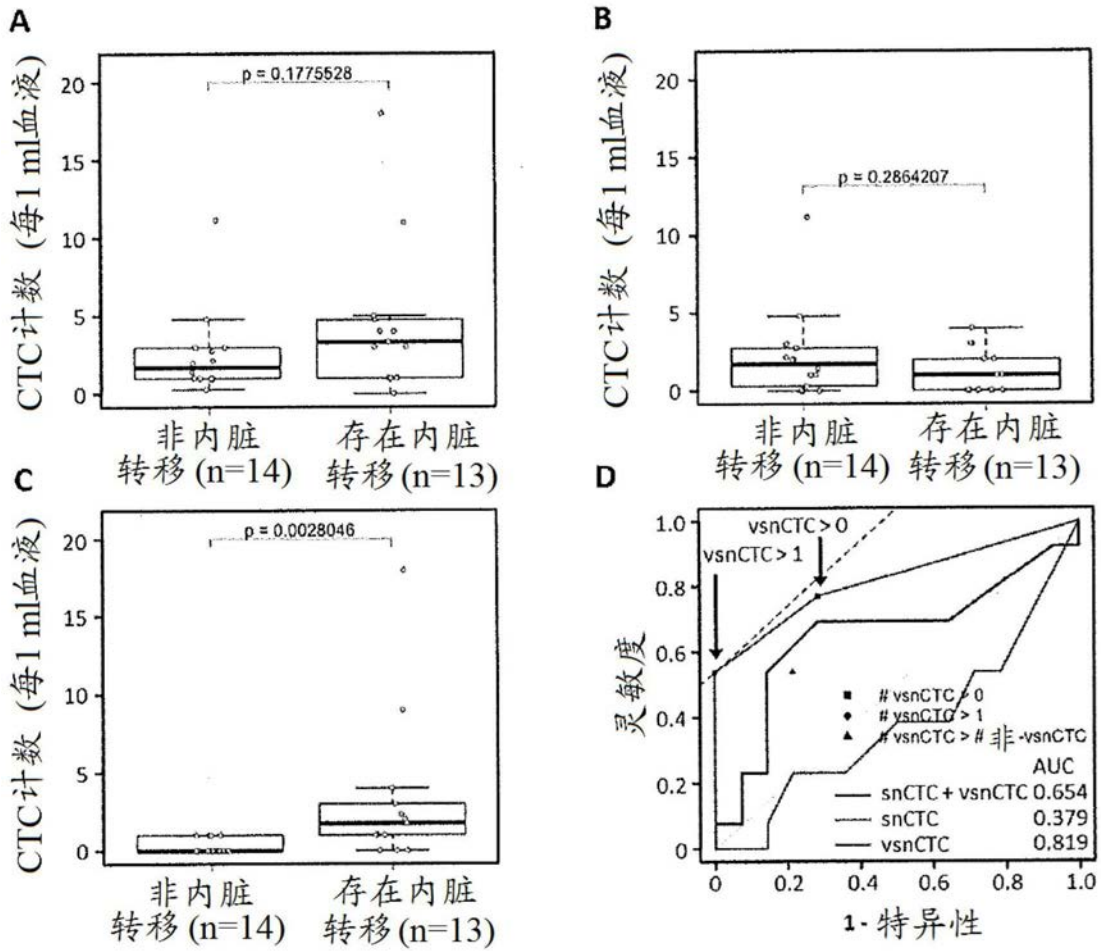 A
CTC计数 (每1 ml血液)
20
15
10
5
0
p = 0.1775528
非内脏
转移 (n=14)
存在内脏
转移 (n=13)
B
CTC计数 (每1 ml血液)
20
15
10
5
0
p = 0.2864207
非内脏
转移 (n=14)
存在内脏
转移 (n=13)
C
CTC计数 (每1 ml血液)
20
15
10
5
0
p = 0.0028046
非内脏
转移 (n=14)
存在内脏
转移 (n=13)
D
灵敏度
1.0
0.8
0.6
0.4
0.2
0
vsnCTC > 0
vsnCTC > 1
# vsnCTC > 0
# vsnCTC > 1
# vsnCTC > # 非-vsnCTC
AUC
snCTC + vsnCTC 0.654
snCTC 0.379
vsnCTC 0.819
0 0.2 0.4 0.6 0.8 1.0
1 - 特异性